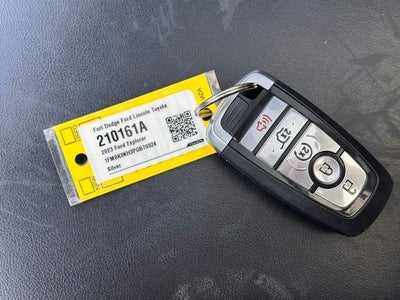 Fort Dodge Ford Lincoln Toyota
210161A
2023 Ford Explorer
Silver